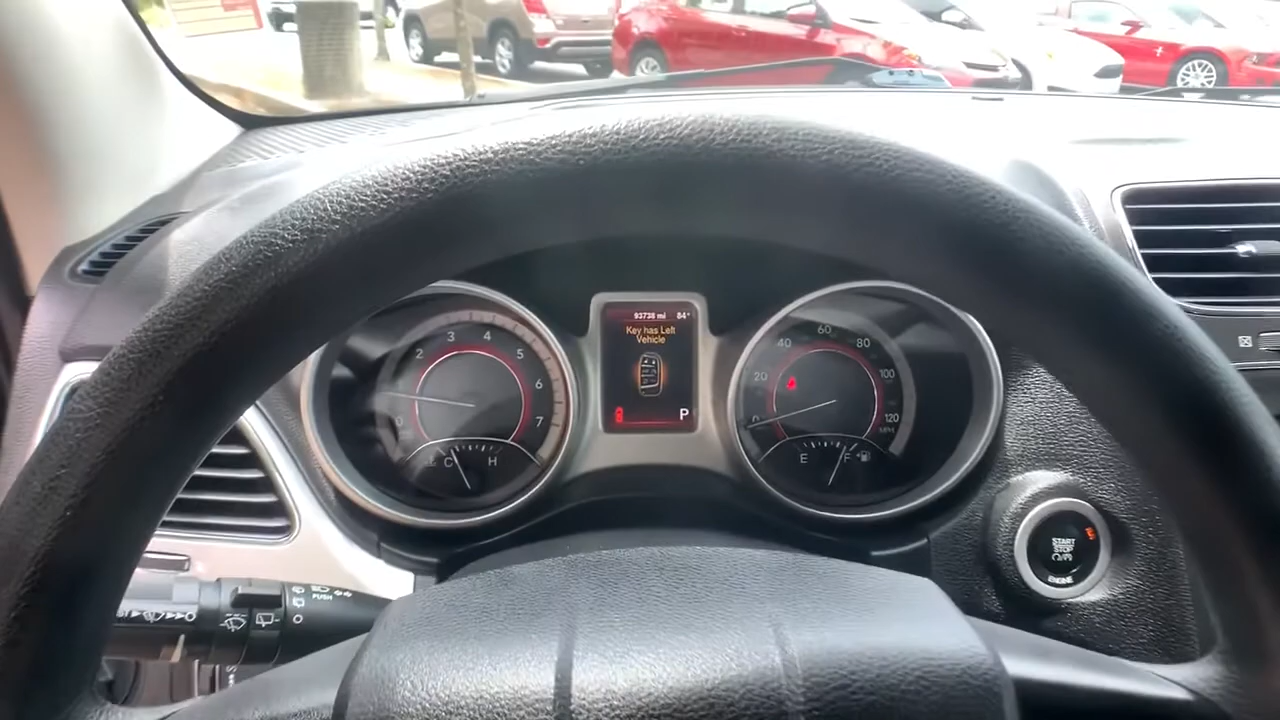 93738 mi 84°
Key has Left
Vehicle
P
0 2 3 4 5 6 7
C H
0 20 40 60 80 100 120
E F
START
STOP
ENGINE
PUSH